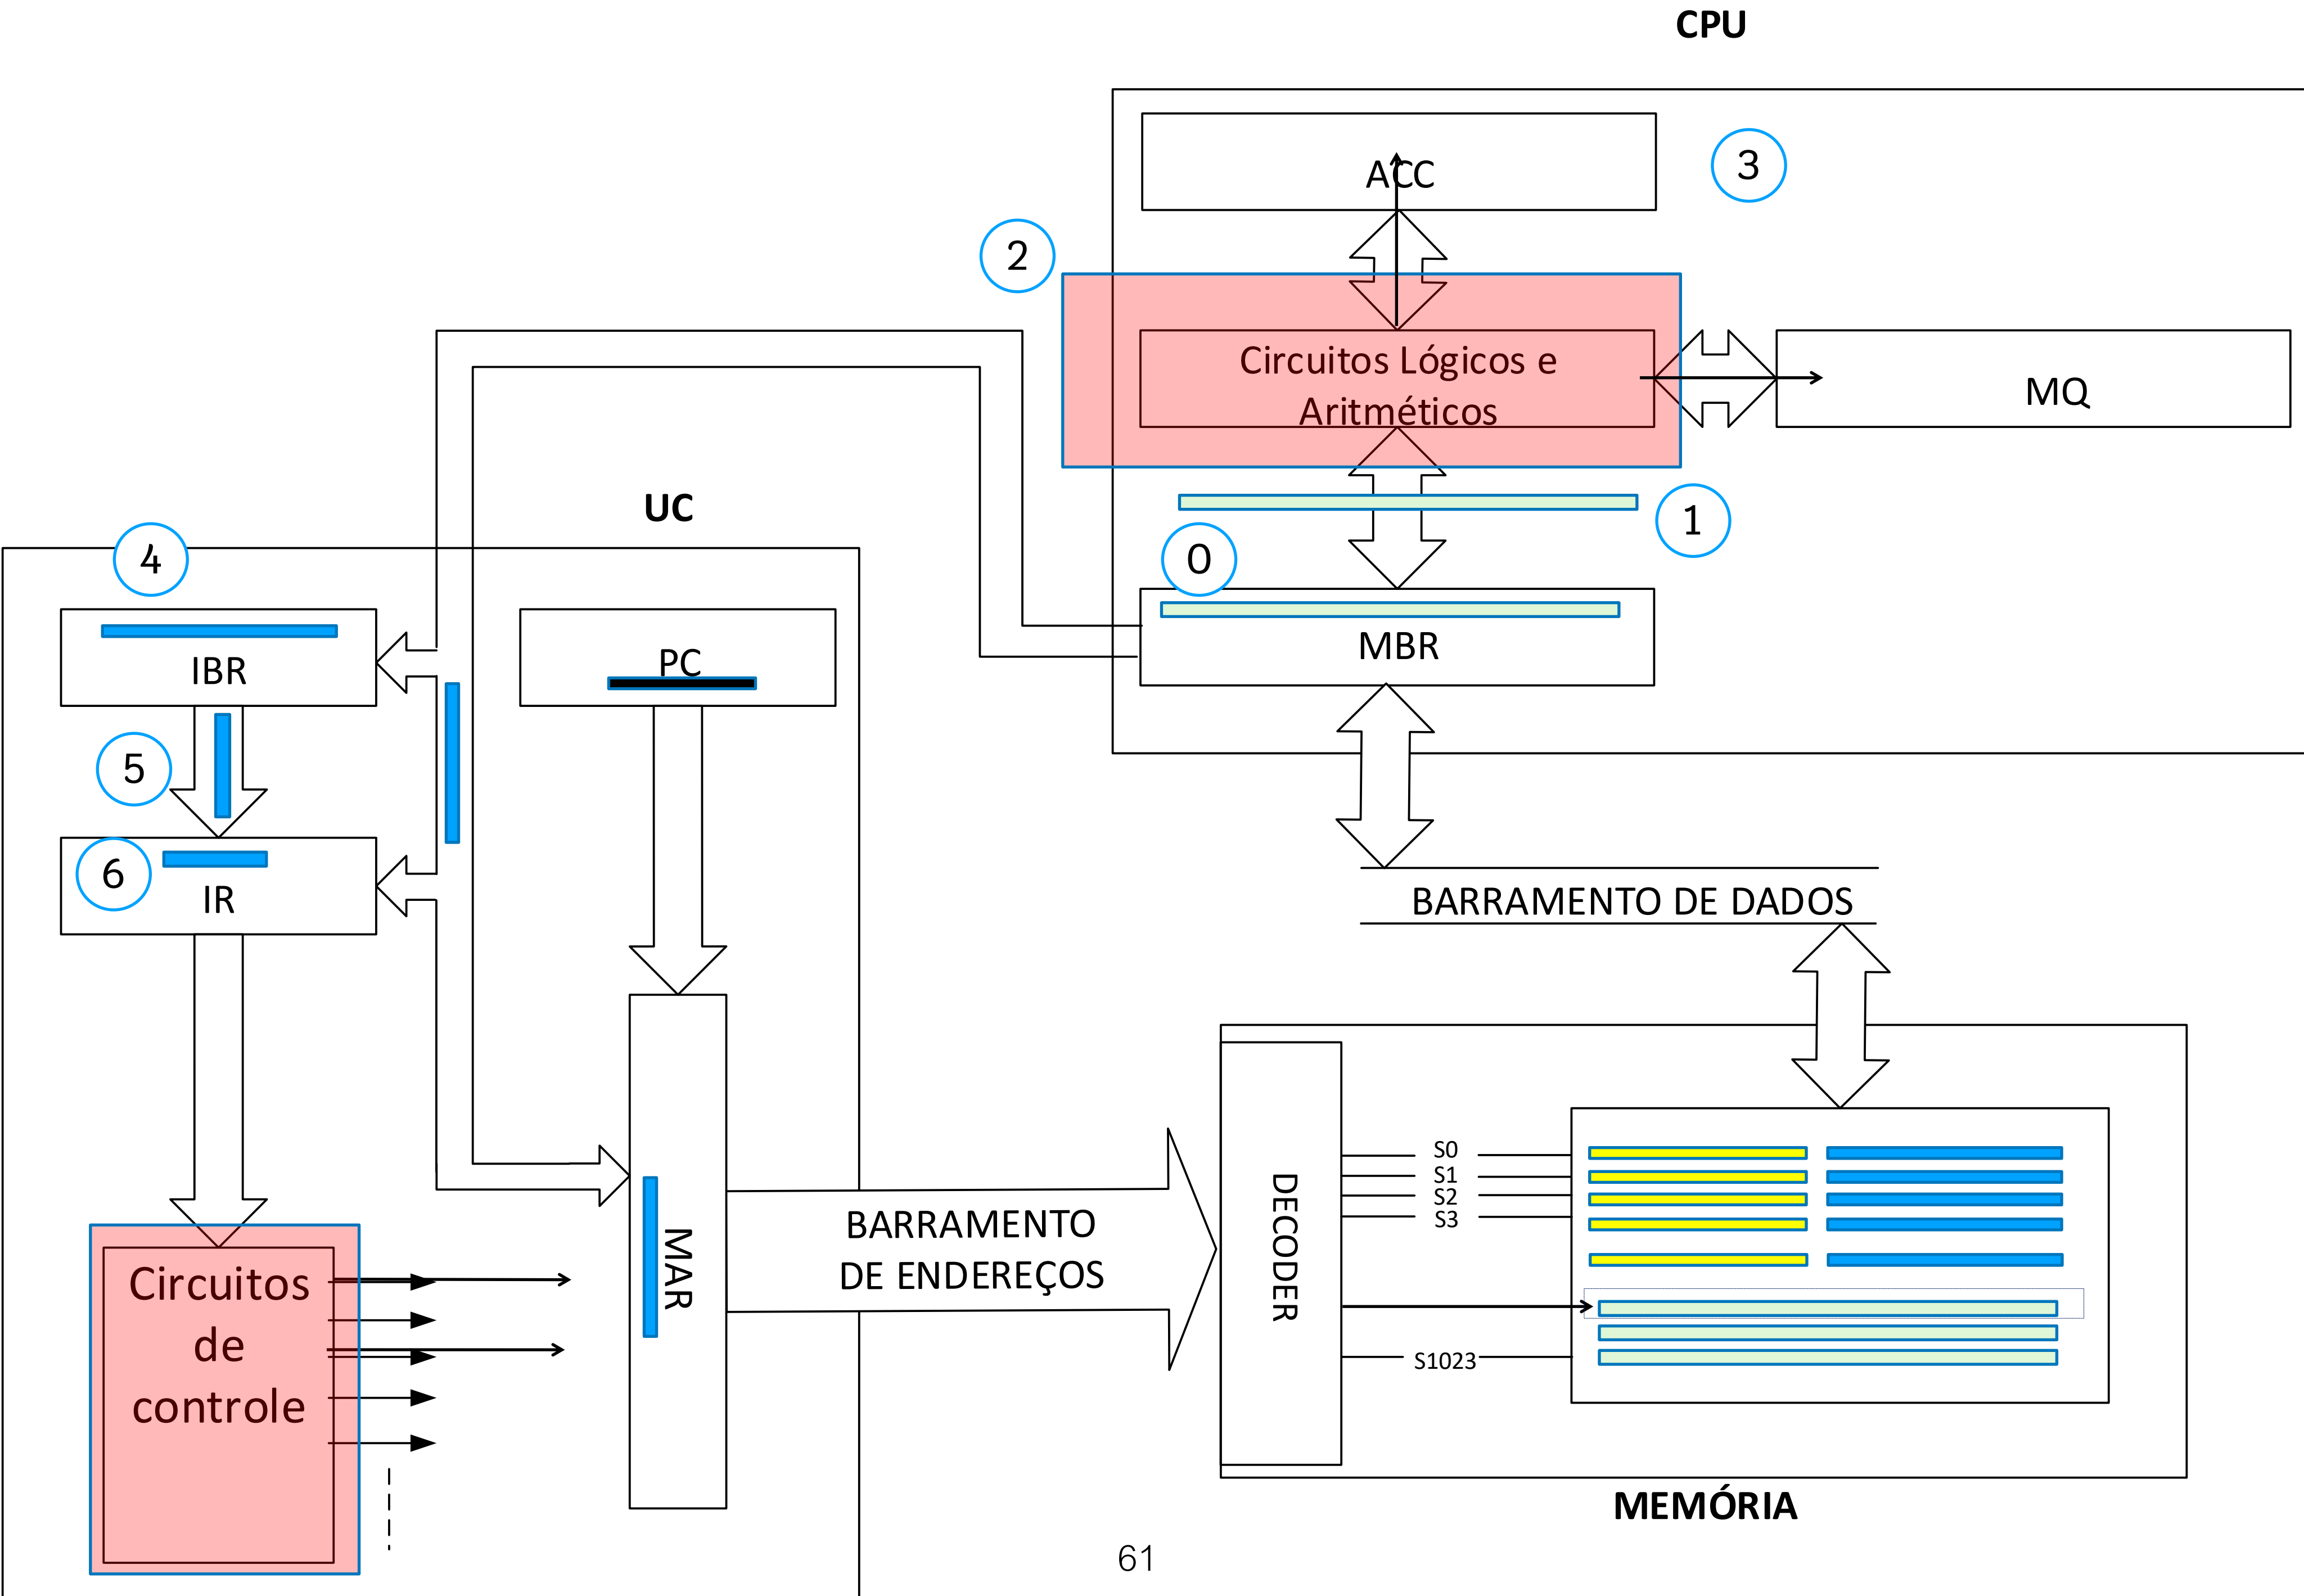 CPU
ACC
3
2
Circuitos Lógicos e
Aritméticos
MQ
UC
1
0
4
MBR
IBR
PC
5
6
IR
BARRAMENTO DE DADOS
Circuitos
de
controle
MAR
BARRAMENTO
DE ENDEREÇOS
DECODER
S0
S1
S2
S3
S1023
MEMÓRIA
61